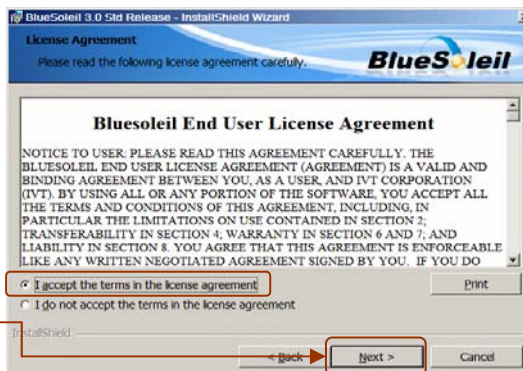 BlueSoleil 3.0 Std Release - InstallShield Wizard
License Agreement
Please read the following license agreement carefully.
BlueSoleil
Bluesoleil End User License Agreement
NOTICE TO USER: PLEASE READ THIS AGREEMENT CAREFULLY. THE
BLUESOLEIL END USER LICENSE AGREEMENT (AGREEMENT) IS A VALID AND
BINDING AGREEMENT BETWEEN YOU, AS A USER, AND IVT CORPORATION
(IVT). BY USING ALL OR ANY PORTION OF THE SOFTWARE, YOU ACCEPT ALL
THE TERMS AND CONDITIONS OF THIS AGREEMENT, INCLUDING, IN
PARTICULAR THE LIMITATIONS ON USE CONTAINED IN SECTION 2;
TRANSFERABILITY IN SECTION 4; WARRANTY IN SECTION 6 AND 7; AND
LIABILITY IN SECTION 8. YOU AGREE THAT THIS AGREEMENT IS ENFORCEABLE
LIKE ANY WRITTEN NEGOTIATED AGREEMENT SIGNED BY YOU. IF YOU DO
I accept the terms in the license agreement
Print
I do not accept the terms in the license agreement
InstallShield
< Back
Next >
Cancel